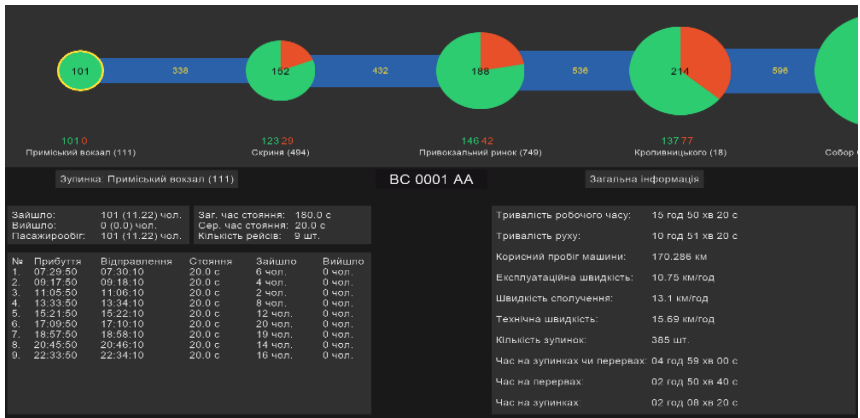 101 338 152 432 188 536 214 596
101 0 123 29 146 42 137 77
Приміський вокзал (111) Скриня (494) Привокзальний ринок (749) Кропивницького (18) Собор
Зупинка: Приміський вокзал (111) ВС 0001 АА Загальна інформація
Зайшло: 101 (11.22) чол. Заг. час стояння: 180.0 с
Вийшло: 0 (0.0) чол. Сер. час стояння: 20.0 с
Пасажирообіг: 101 (11.22) чол. Кількість рейсів: 9 шт.
№ Прибуття Відправлення Стояння Зайшло Вийшло
1. 07:29:50 07:30:10 20.0 с 6 чол. 0 чол.
2. 09:17:50 09:18:10 20.0 с 4 чол. 0 чол.
3. 11:05:50 11:06:10 20.0 с 2 чол. 0 чол.
4. 13:33:50 13:34:10 20.0 с 8 чол. 0 чол.
5. 15:21:50 15:22:10 20.0 с 12 чол. 0 чол.
6. 17:09:50 17:10:10 20.0 с 20 чол. 0 чол.
7. 18:57:50 18:58:10 20.0 с 19 чол. 0 чол.
8. 20:45:50 20:46:10 20.0 с 14 чол. 0 чол.
9. 22:33:50 22:34:10 20.0 с 16 чол. 0 чол.
Тривалість робочого часу: 15 год 50 хв 20 с
Тривалість руху: 10 год 51 хв 20 с
Корисний пробіг машини: 170.286 км
Експлуатаційна швидкість: 10.75 км/год
Швидкість сполучення: 13.1 км/год
Технічна швидкість: 15.69 км/год
Кількість зупинок: 385 шт.
Час на зупинках чи перервах: 04 год 59 хв 00 с
Час на перервах: 02 год 50 хв 40 с
Час на зупинках: 02 год 08 хв 20 с